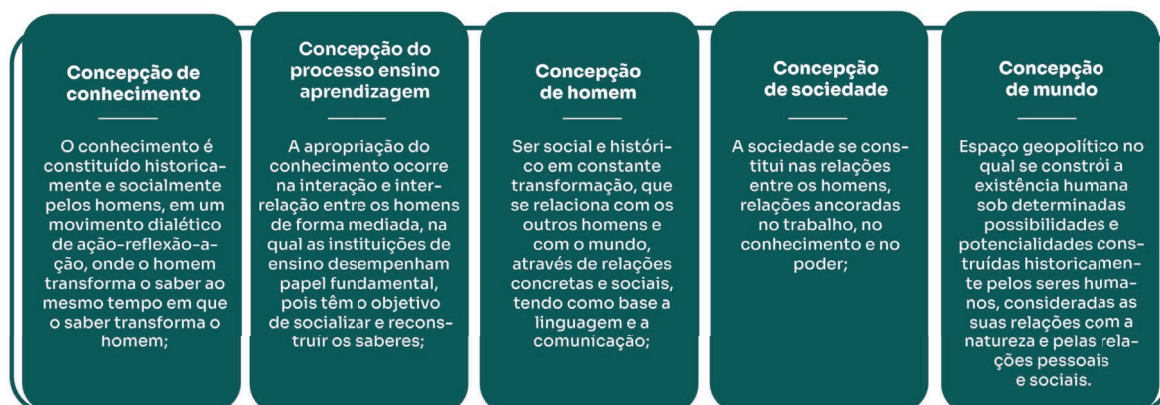 Concepção de
conhecimento
O conhecimento é
constituído historica-
mente e socialmente
pelos homens, em um
movimento dialético
de ação-reflexão-a-
ção, onde o homem
transforma o saber ao
mesmo tempo em que
o saber transforma o
homem;
Concepção do
processo ensino
aprendizagem
A apropriação do
conhecimento ocorre
na interação e inter-
relação entre os homens
de forma mediada, na
qual as instituições de
ensino desempenham
papel fundamental,
pois têm o objetivo
de socializar e recons-
truir os saberes;
Concepção
de homem
Ser social e históri-
co em constante
transformação, que
se relaciona com os
outros homens e
com o mundo,
através de relações
concretas e sociais,
tendo como base a
linguagem e a
comunicação;
Concepção
de sociedade
A sociedade se cons-
titui nas relações
entre os homens,
relações ancoradas
no trabalho, no
conhecimento e no
poder;
Concepção
de mundo
Espaço geopolítico no
qual se constrói a
existência humana
sob determinadas
possibilidades e
potencialidades cons-
truídas historicamen-
te pelos seres huma-
nos, consideradas as
suas relações com a
natureza e pelas rela-
ções pessoais
e sociais.